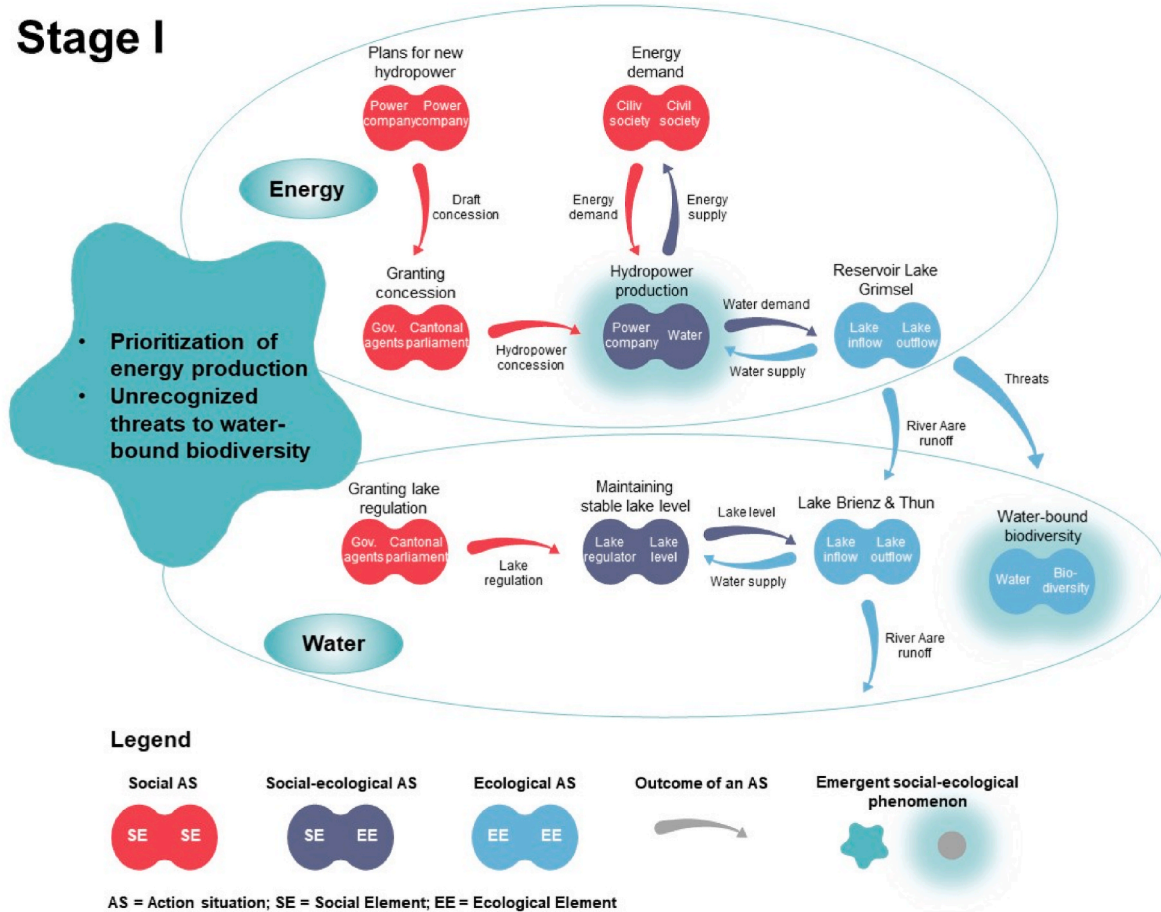 Stage I
Plans for new
hydropower
Power Power
company company
Energy
demand
Ciliv Civil
society society
Energy
Draft
concession
Energy
demand
Energy
supply
Granting
concession
Gov. Cantonal
agents parliament
Hydropower
concession
Hydropower
production
Power
company Water
Water demand
Water supply
Reservoir Lake
Grimsel
Lake Lake
inflow outflow
Threats
River Aare
runoff
• Prioritization of
energy production
• Unrecognized
threats to water-
bound biodiversity
Granting lake
regulation
Gov. Cantonal
agents parliament
Lake
regulation
Maintaining
stable lake level
Lake Lake
regulator level
Lake level
Water supply
Lake Brienz & Thun
Lake Lake
inflow outflow
Water-bound
biodiversity
Water Bio-
diversity
River Aare
runoff
Water
Legend
Social AS
SE SE
Social-ecological AS
SE EE
Ecological AS
EE EE
Outcome of an AS
Emergent social-ecological
phenomenon
AS = Action situation; SE = Social Element; EE = Ecological Element